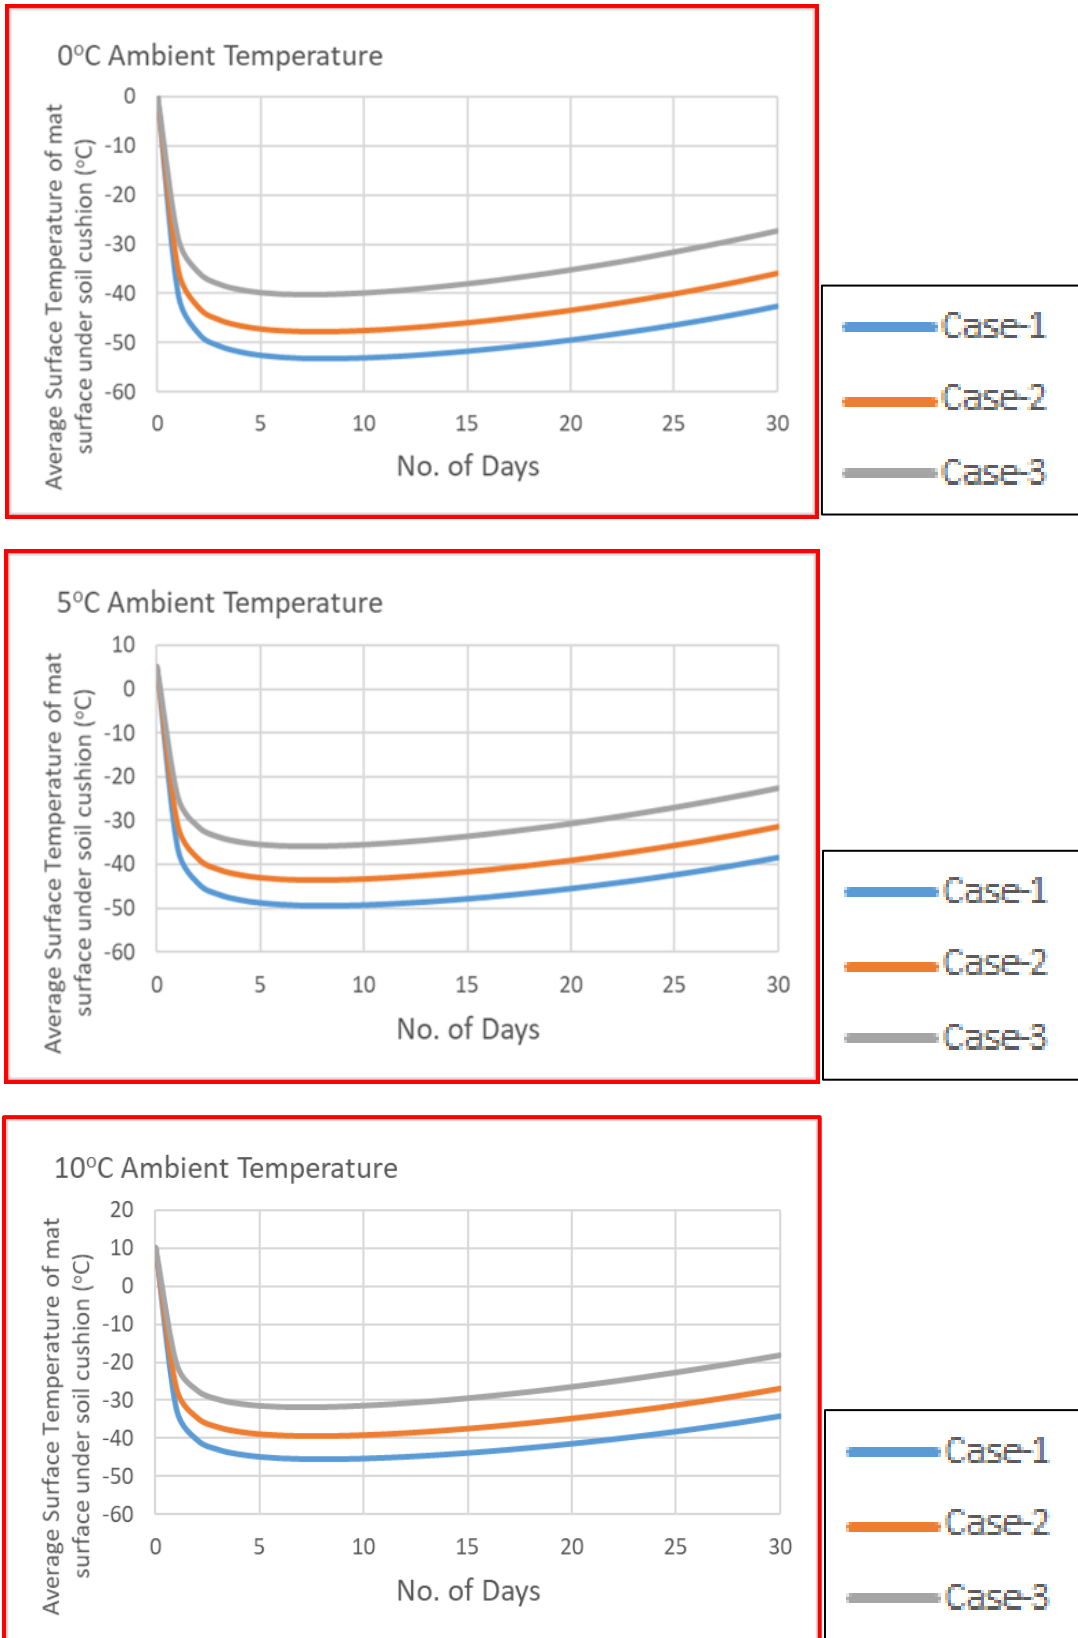 0°C Ambient Temperature
Average Surface Temperature of mat
surface under soil cushion (°C)
0
-10
-20
-30
-40
-50
-60
0 5 10 15 20 25 30
No. of Days
Case-1
Case-2
Case-3
5°C Ambient Temperature
Average Surface Temperature of mat
surface under soil cushion (°C)
10
0
-10
-20
-30
-40
-50
-60
0 5 10 15 20 25 30
No. of Days
Case-1
Case-2
Case-3
10°C Ambient Temperature
Average Surface Temperature of mat
surface under soil cushion (°C)
20
10
0
-10
-20
-30
-40
-50
-60
0 5 10 15 20 25 30
No. of Days
Case-1
Case-2
Case-3